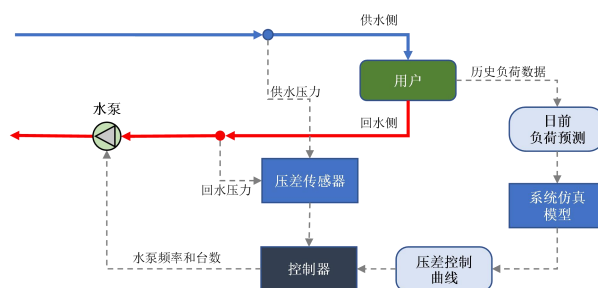 供水侧
用户
历史负荷数据
供水压力
水泵
回水侧
日前
负荷预测
压差传感器
回水压力
系统仿真
模型
水泵频率和台数
控制器
压差控制
曲线